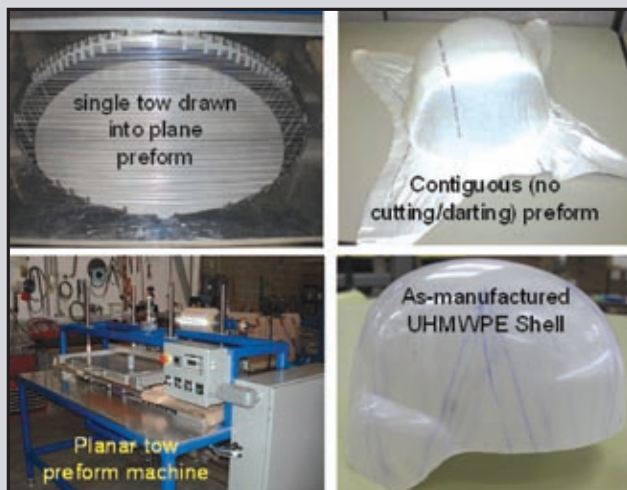 single tow drawn
into plane
preform
Contiguous (no
cutting/darting) preform
Planar tow
preform machine
As-manufactured
UHMWPE Shell